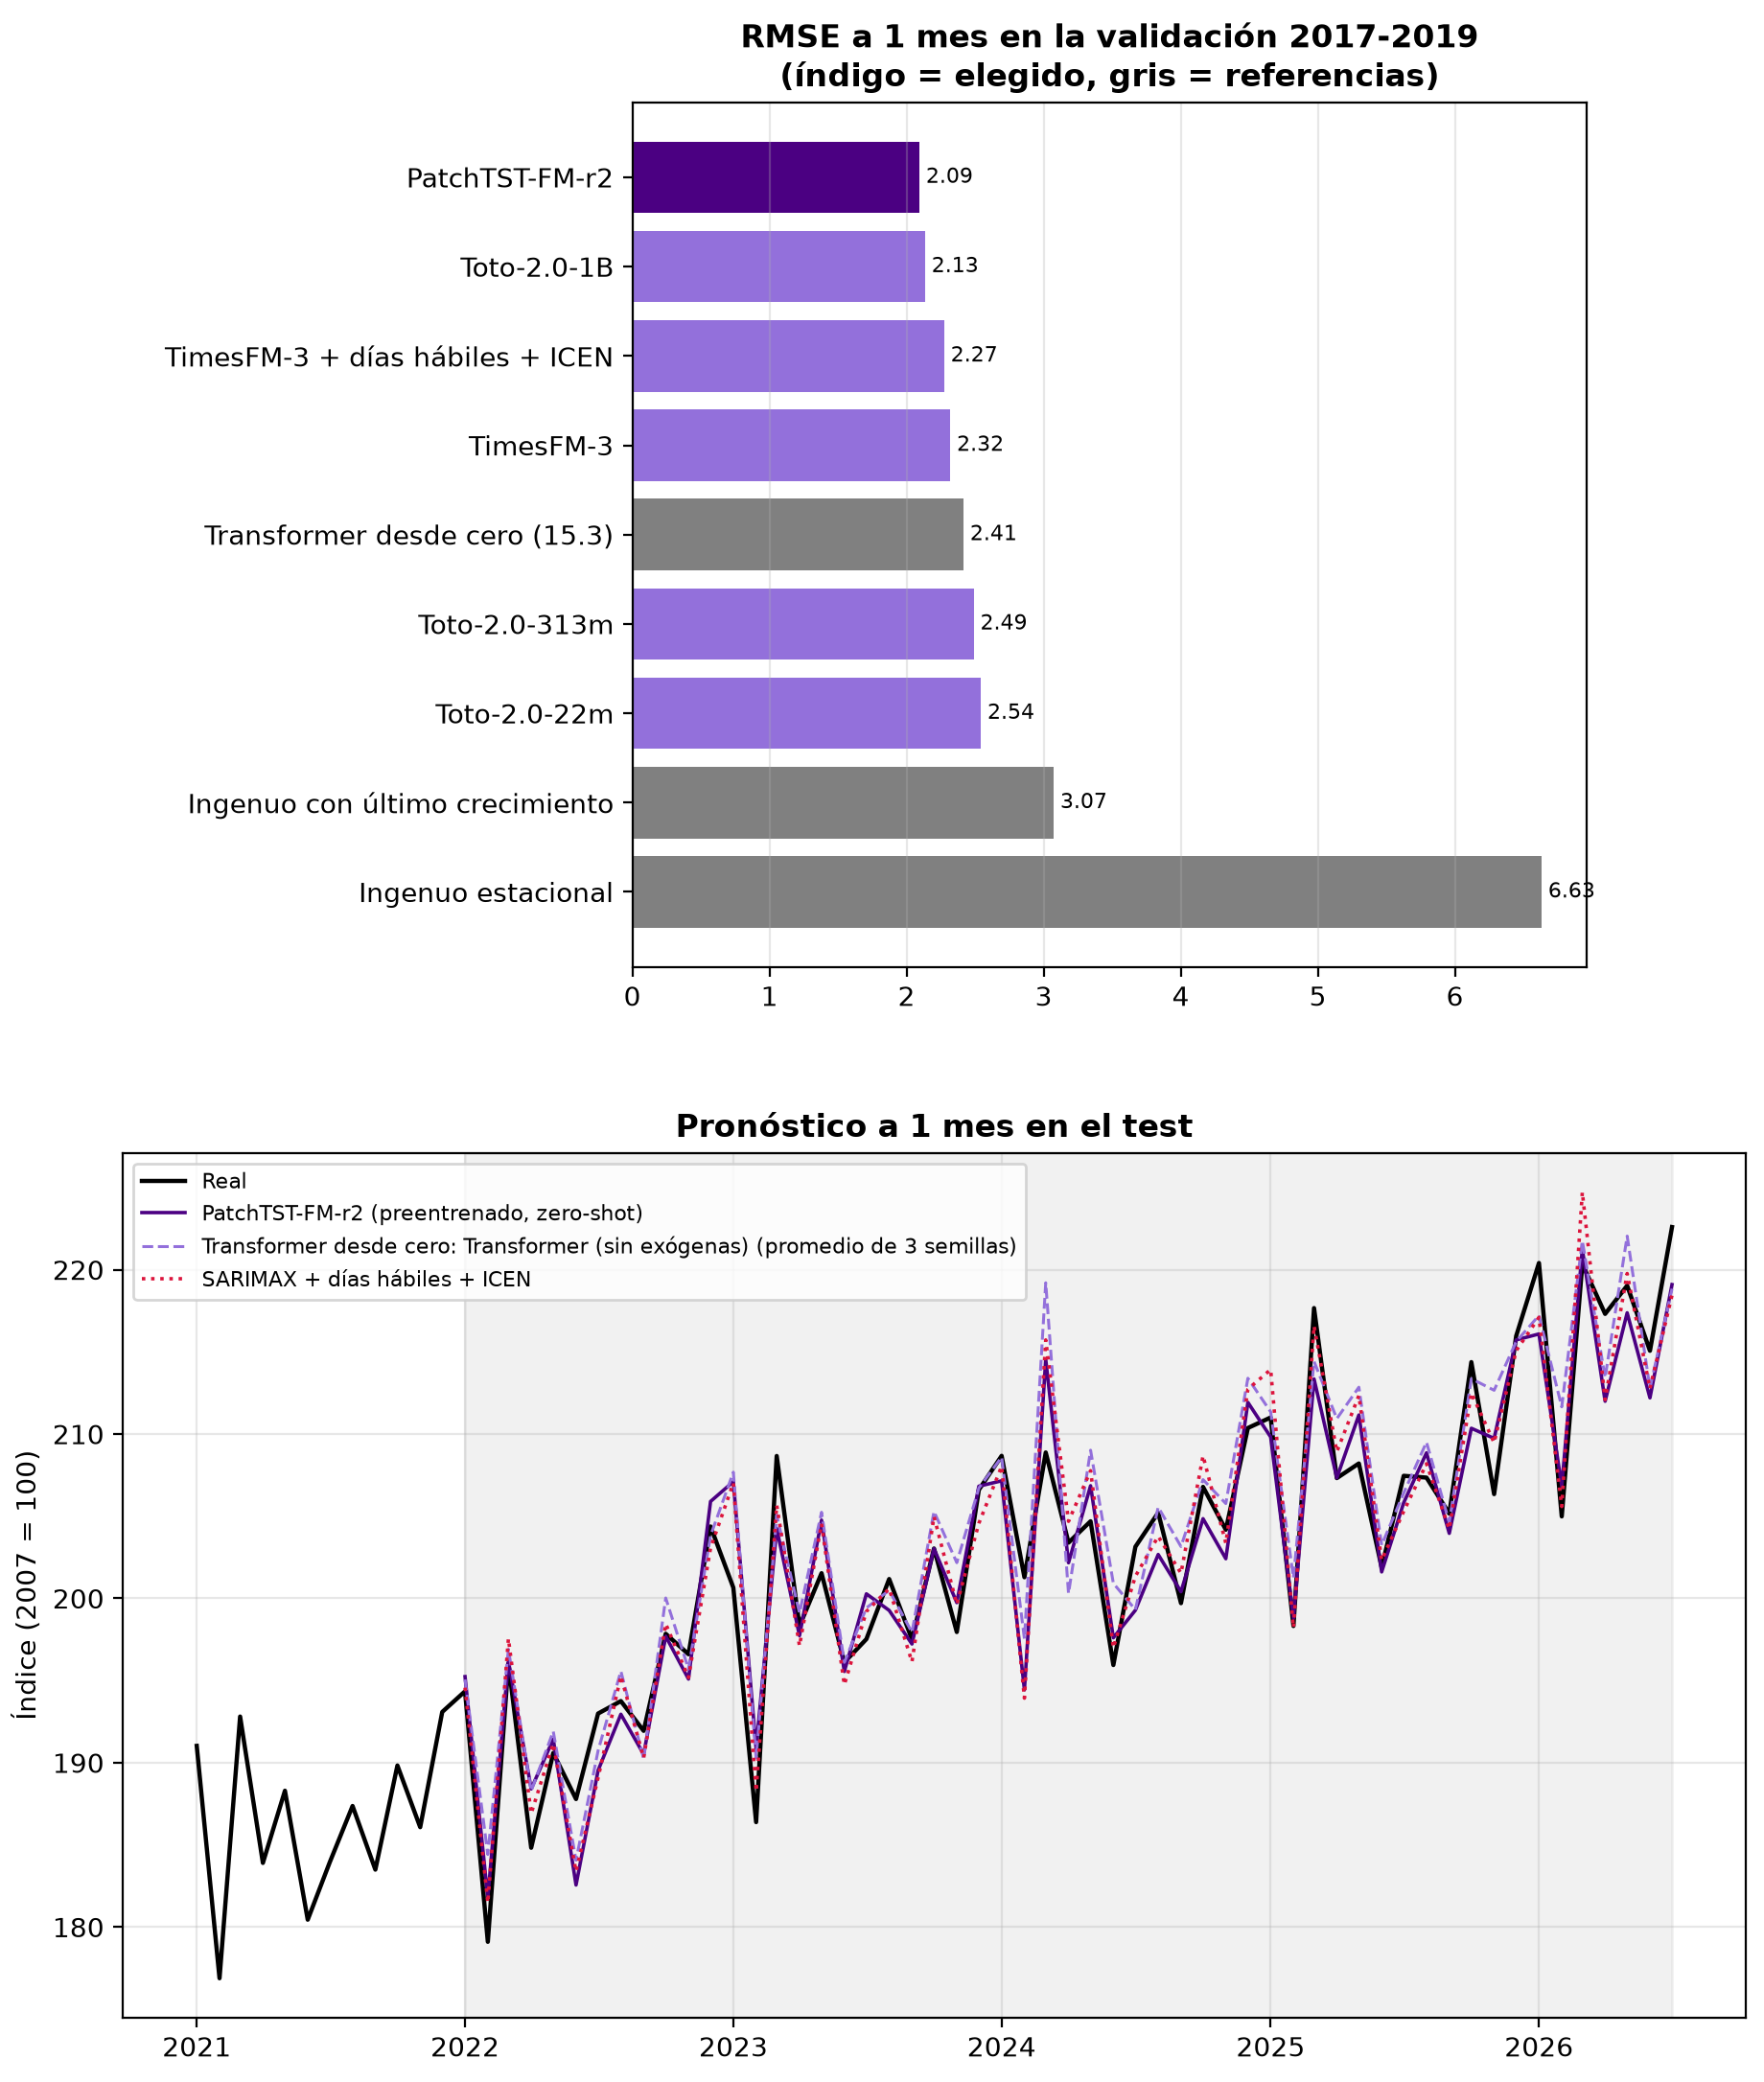 RMSE a 1 mes en la validación 2017-2019
(índigo = elegido, gris = referencias)
PatchTST-FM-r2
2.09
Toto-2.0-1B
2.13
TimesFM-3 + días hábiles + ICEN
2.27
TimesFM-3
2.32
Transformer desde cero (15.3)
2.41
Toto-2.0-313m
2.49
Toto-2.0-22m
2.54
Ingenuo con último crecimiento
3.07
Ingenuo estacional
6.63
0 1 2 3 4 5 6
Pronóstico a 1 mes en el test
Real
PatchTST-FM-r2 (preentrenado, zero-shot)
Transformer desde cero: Transformer (sin exógenas) (promedio de 3 semillas)
SARIMAX + días hábiles + ICEN
Índice (2007 = 100)
220
210
200
190
180
2021 2022 2023 2024 2025 2026